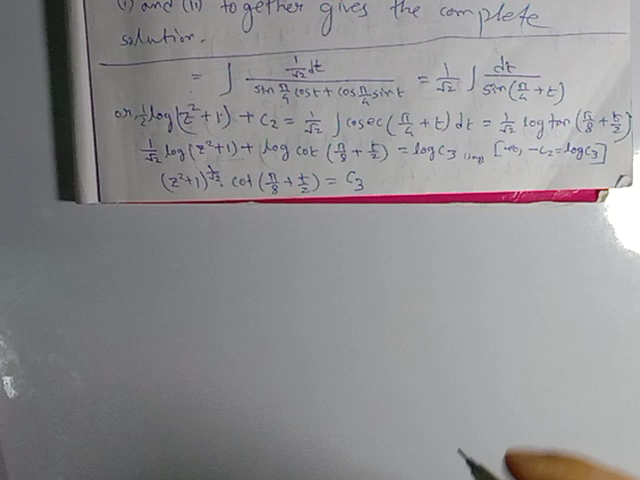 (i) and (ii) together gives the complete
solution.
= ∫ (1/√2 dt)/(sin π/4 cos t + cos π/4 sin t) = 1/√2 ∫ dt/sin(π/4 + t)
or, 1/2 log(z²+1) + C₂ = 1/√2 ∫ cosec(π/4 + t) dt = 1/√2 log tan(π/8 + t/2)
1/√2 log(z²+1) + log cot(π/8 + t/2) = log C₃ [ -C₂ = log C₃]
(z²+1)^(1/√2) . cot(π/8 + t/2) = C₃